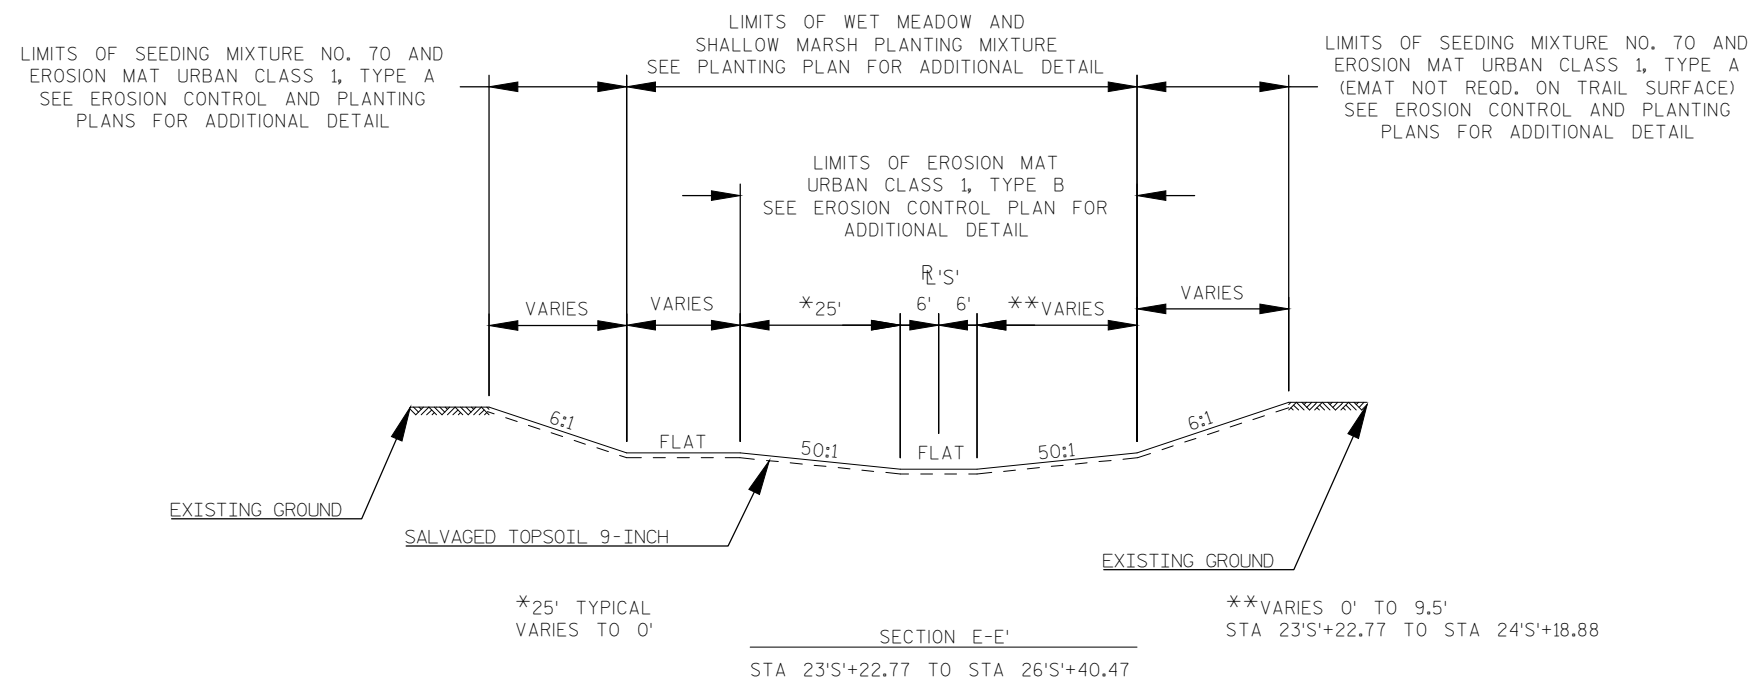 LIMITS OF WET MEADOW AND
SHALLOW MARSH PLANTING MIXTURE
SEE PLANTING PLAN FOR ADDITIONAL DETAIL
LIMITS OF SEEDING MIXTURE NO. 70 AND
EROSION MAT URBAN CLASS 1, TYPE A
SEE EROSION CONTROL AND PLANTING
PLANS FOR ADDITIONAL DETAIL
LIMITS OF SEEDING MIXTURE NO. 70 AND
EROSION MAT URBAN CLASS 1, TYPE A
(EMAT NOT REQD. ON TRAIL SURFACE)
SEE EROSION CONTROL AND PLANTING
PLANS FOR ADDITIONAL DETAIL
LIMITS OF EROSION MAT
URBAN CLASS 1, TYPE B
SEE EROSION CONTROL PLAN FOR
ADDITIONAL DETAIL
RL'S'
VARIES
VARIES
*25'
6'
6'
**VARIES
VARIES
6:1
FLAT
50:1
FLAT
50:1
6:1
EXISTING GROUND
SALVAGED TOPSOIL 9-INCH
EXISTING GROUND
*25' TYPICAL
VARIES TO 0'
**VARIES 0' TO 9.5'
STA 23'S'+22.77 TO STA 24'S'+18.88
SECTION E-E'
STA 23'S'+22.77 TO STA 26'S'+40.47